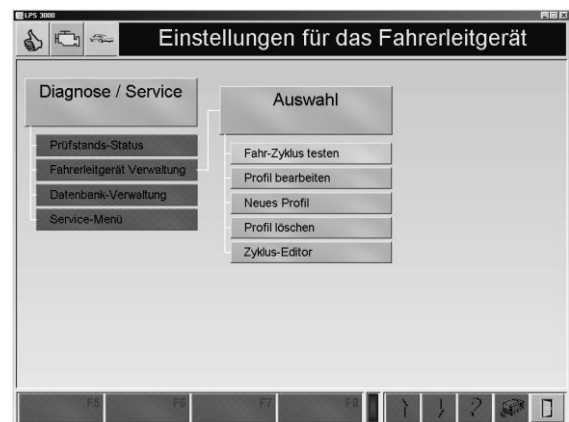 LPS 3000
Einstellungen für das Fahrerleitgerät
Diagnose / Service
Prüfstands-Status
Fahrerleitgerät Verwaltung
Datenbank-Verwaltung
Service-Menü
Auswahl
Fahr-Zyklus testen
Profil bearbeiten
Neues Profil
Profil löschen
Zyklus-Editor
F5 F6 F7 F8